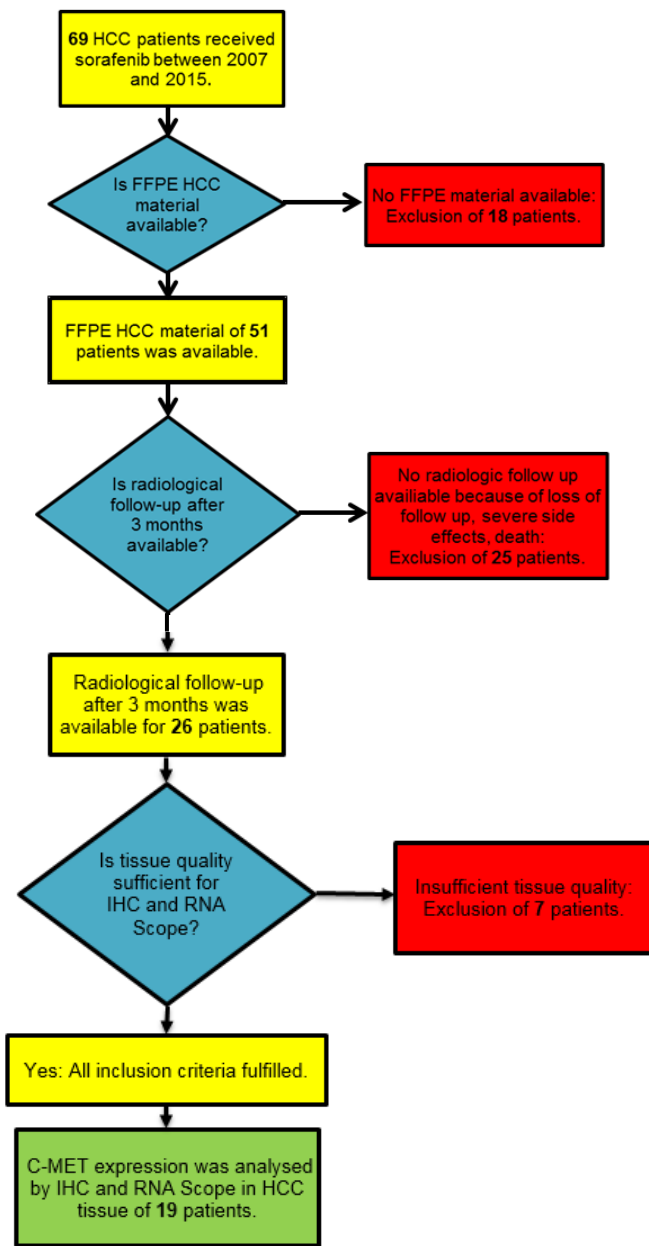 69 HCC patients received
sorafenib between 2007
and 2015.
Is FFPE HCC
material
available?
No FFPE material available:
Exclusion of 18 patients.
FFPE HCC material of 51
patients was available.
Is radiological
follow-up after
3 months
available?
No radiologic follow up
availiable because of loss of
follow up, severe side
effects, death:
Exclusion of 25 patients.
Radiological follow-up
after 3 months was
available for 26 patients.
Is tissue quality
sufficient for
IHC and RNA
Scope?
Insufficient tissue quality:
Exclusion of 7 patients.
Yes: All inclusion criteria fulfilled.
C-MET expression was analysed
by IHC and RNA Scope in HCC
tissue of 19 patients.